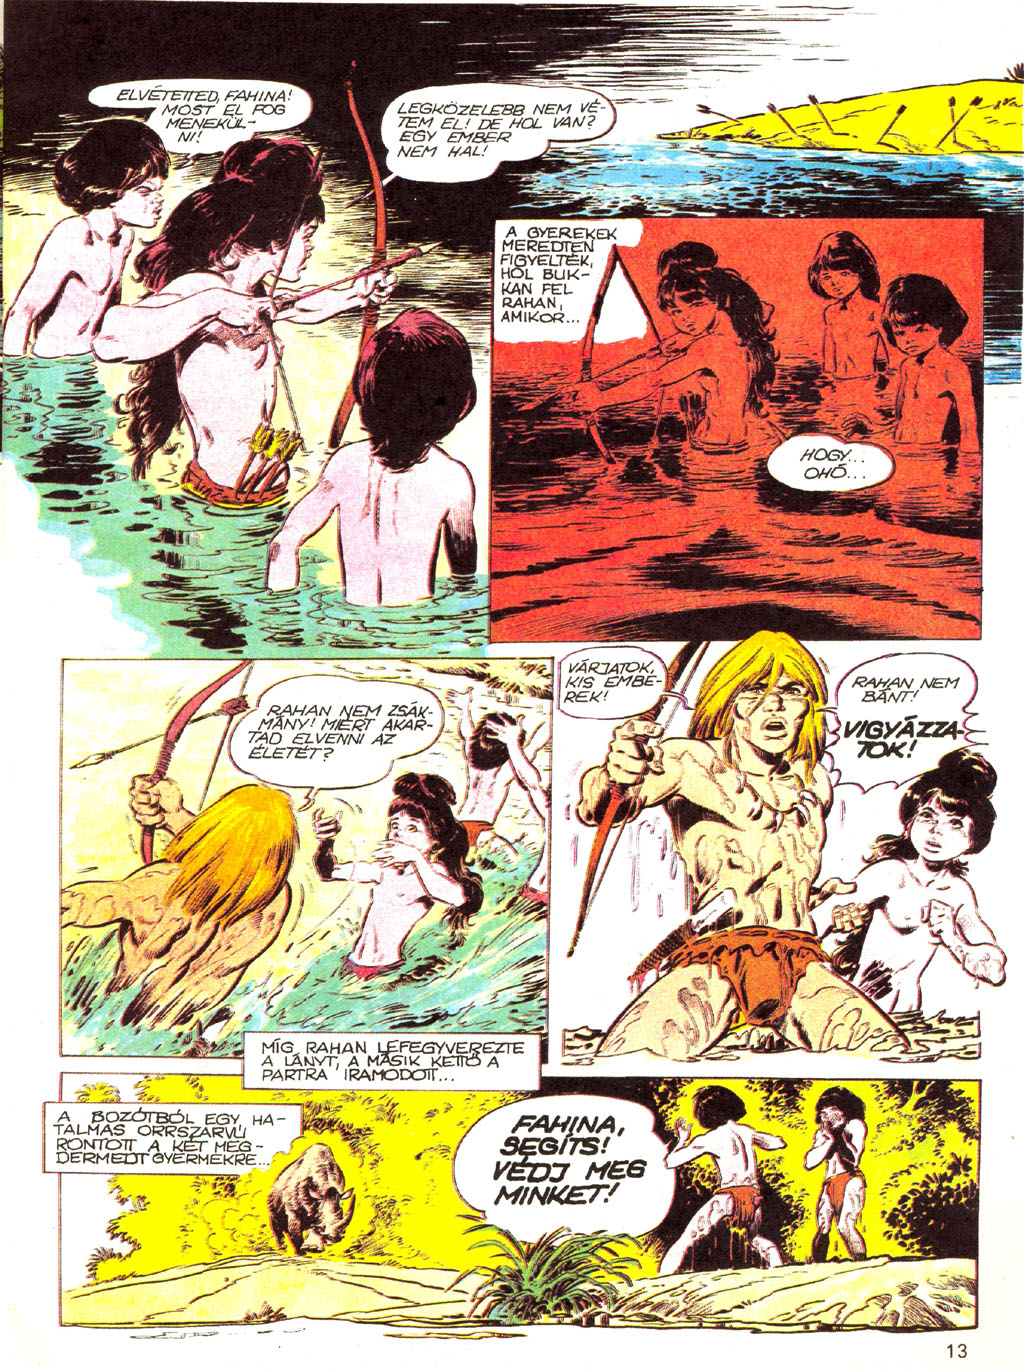 ELVÉTETTED, FAHINA!
MOST EL FOG
MENEKÜL-
NI!
LEGKÖZELEBB NEM VÉ-
TEM EL! DE HOL VAN?
EGY EMBER
NEM HAL!
A GYEREKEK
MEREDTEN
FIGYELTÉK,
HOL BUK-
KAN FEL
RAHAN,
AMIKOR...
HOGY...
OHÓ...
RAHAN NEM ZSÁK-
MÁNY! MIÉRT AKAR-
TAD ELVENNI AZ
ÉLETÉT?
VÁRJATOK,
KIS EMBE-
REK!
RAHAN NEM
BÁNT!
VIGYÁZZA-
TOK!
MÍG RAHAN LEFEGYVEREZTE
A LÁNYT, A MÁSIK KETTŐ A
PARTRA IRAMODOTT...
A BOZÓTBÓL EGY HA-
TALMAS ORRSZARVÚ
RONTOTT A KÉT MEG-
DERMEDT GYERMEKRE...
FAHINA,
SEGÍTS!
VÉDJ MEG
MINKET!
13